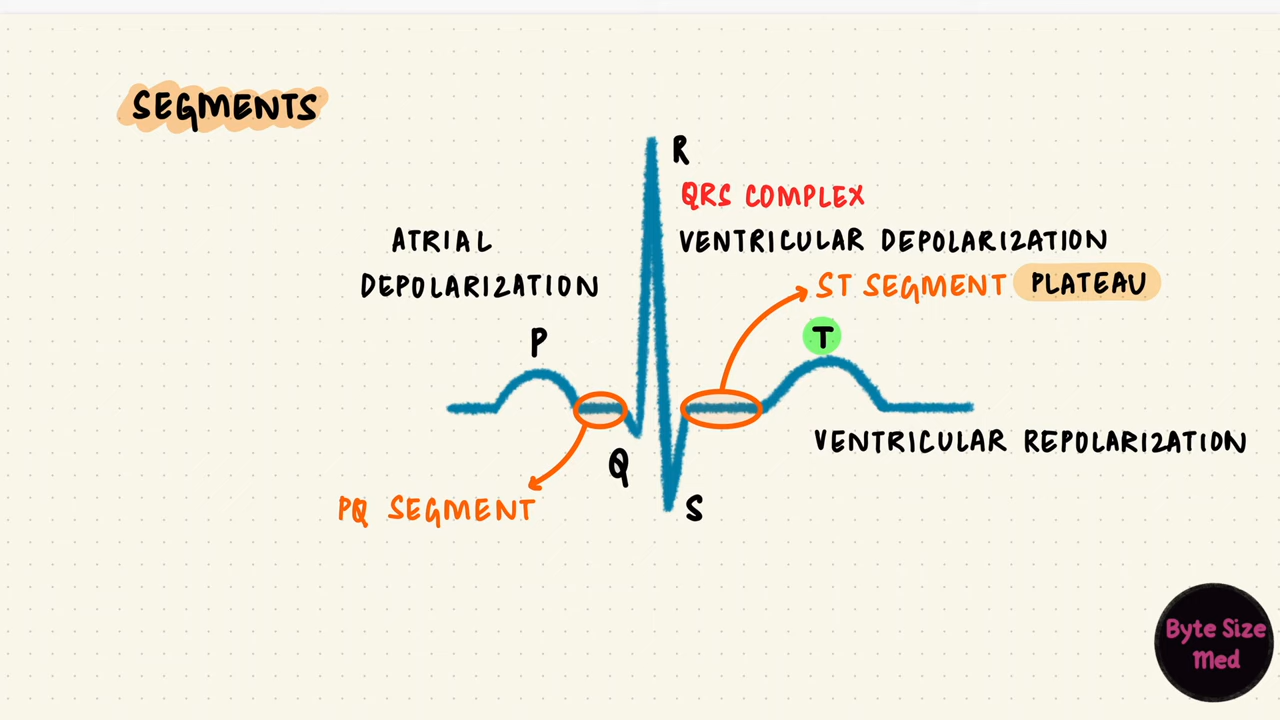 SEGMENTS
R
QRS COMPLEX
ATRIAL
DEPOLARIZATION
VENTRICULAR DEPOLARIZATION
ST SEGMENT PLATEAU
P
T
VENTRICULAR REPOLARIZATION
Q
PQ SEGMENT
S
Byte Size
Med